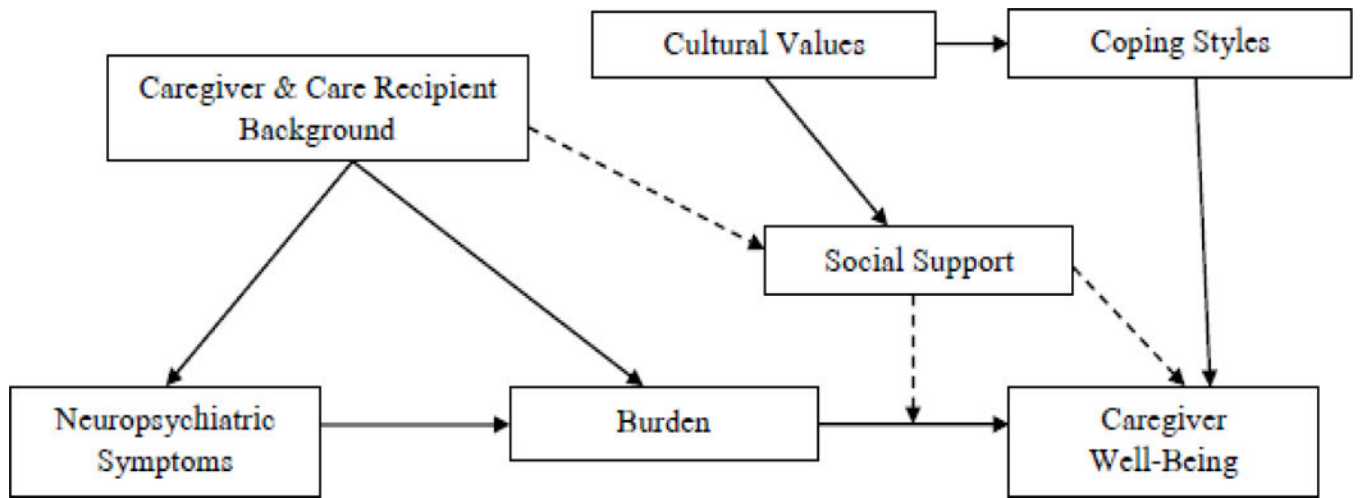 Cultural Values
Coping Styles
Caregiver & Care Recipient
Background
Social Support
Neuropsychiatric
Symptoms
Burden
Caregiver
Well-Being